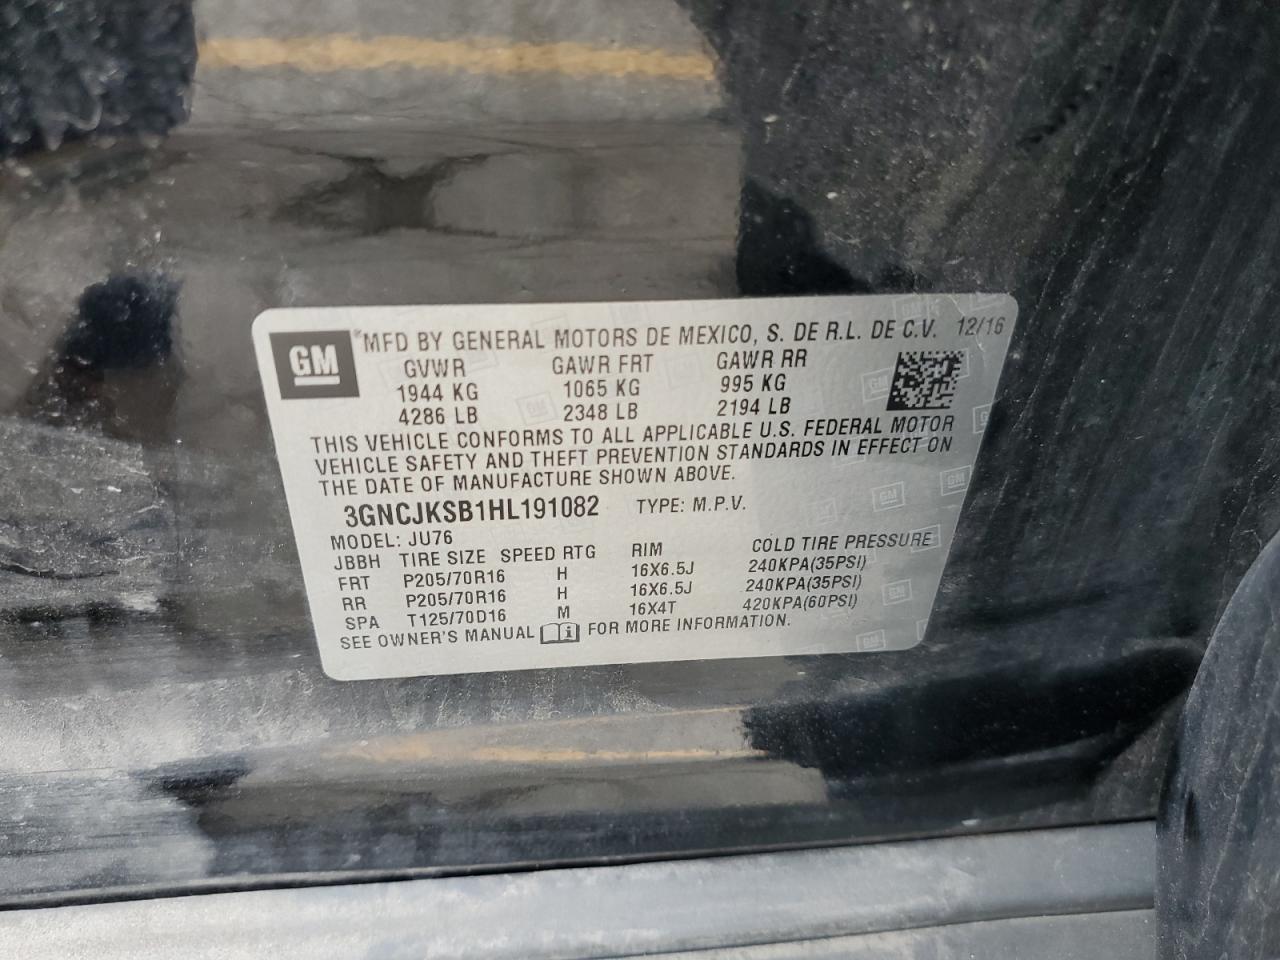 GM *MFD BY GENERAL MOTORS DE MEXICO, S. DE R.L. DE C.V. 12/16
GVWR GAWR FRT GAWR RR
1944 KG 1065 KG 995 KG
4286 LB 2348 LB 2194 LB
THIS VEHICLE CONFORMS TO ALL APPLICABLE U.S. FEDERAL MOTOR
VEHICLE SAFETY AND THEFT PREVENTION STANDARDS IN EFFECT ON
THE DATE OF MANUFACTURE SHOWN ABOVE.
3GNCJKSB1HL191082 TYPE: M.P.V.
MODEL: JU76
JBBH TIRE SIZE SPEED RTG RIM COLD TIRE PRESSURE
FRT P205/70R16 H 16X6.5J 240KPA(35PSI)
RR P205/70R16 H 16X6.5J 240KPA(35PSI)
SPA T125/70D16 M 16X4T 420KPA(60PSI)
SEE OWNER'S MANUAL FOR MORE INFORMATION.